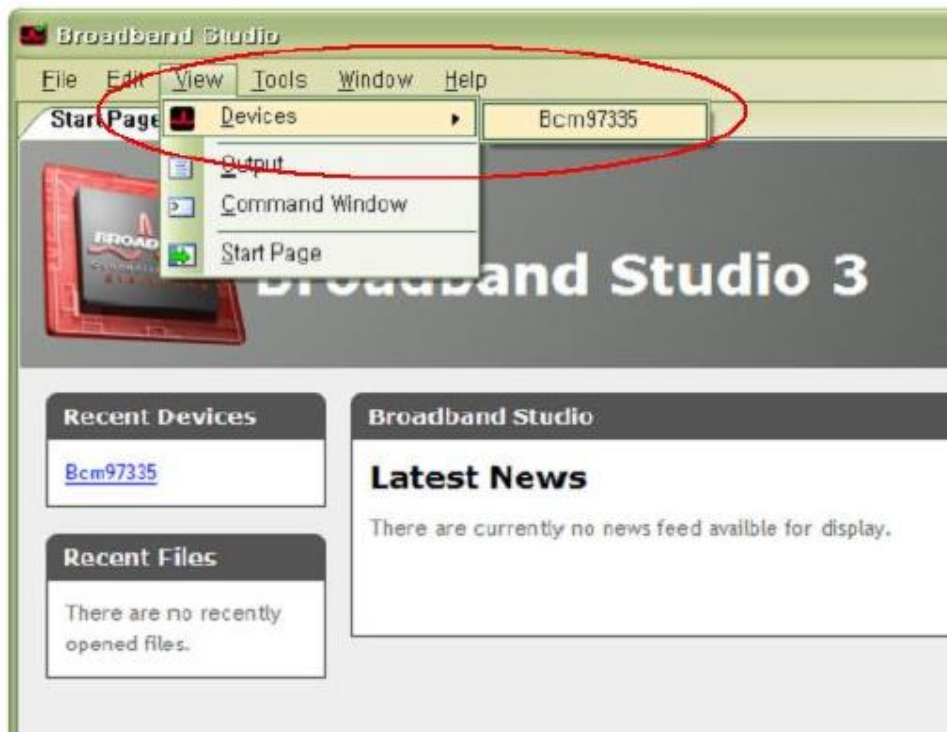 Broadband Studio
File Edit View Tools Window Help
Start Page
Devices
Bcm97335
Output
Command Window
Start Page
Broadband Studio 3
Recent Devices
Bcm97335
Broadband Studio
Latest News
There are currently no news feed availble for display.
Recent Files
There are no recently
opened files.